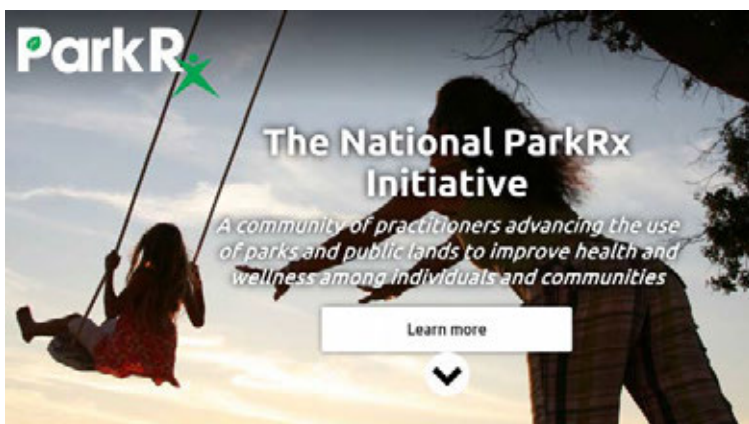 ParkRx
The National ParkRx
Initiative
A community of practitioners advancing the use
of parks and public lands to improve health and
wellness among individuals and communities
Learn more